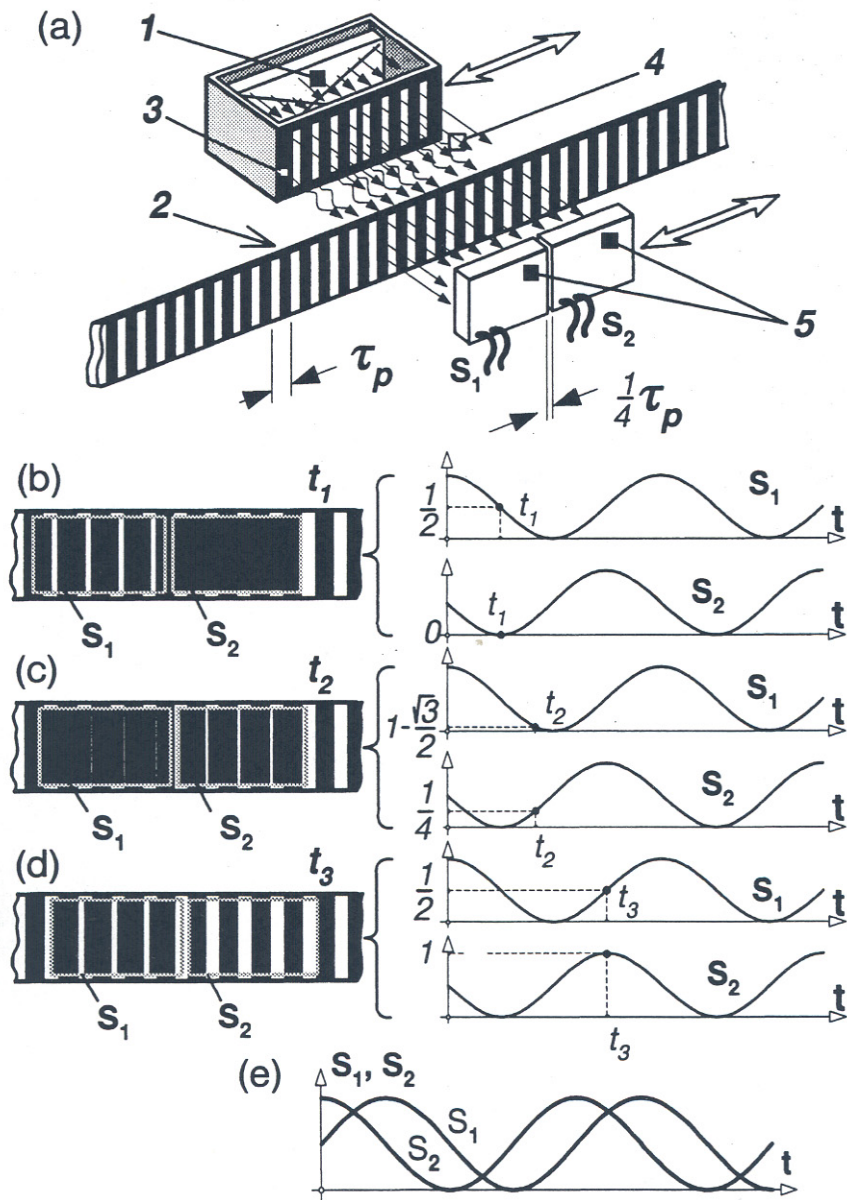 (a)
1
3
4
2
5
S₁
S₂
τₚ
1/4 τₚ
(b)
t₁
S₁
S₂
1/2
t₁
S₁
t
0
t₁
S₂
t
(c)
t₂
S₁
S₂
1-√3/2
t₂
S₁
t
1/4
t₂
S₂
t
(d)
t₃
S₁
S₂
1/2
t₃
S₁
t
1
S₂
t
t₃
(e)
S₁, S₂
S₁
S₂
t